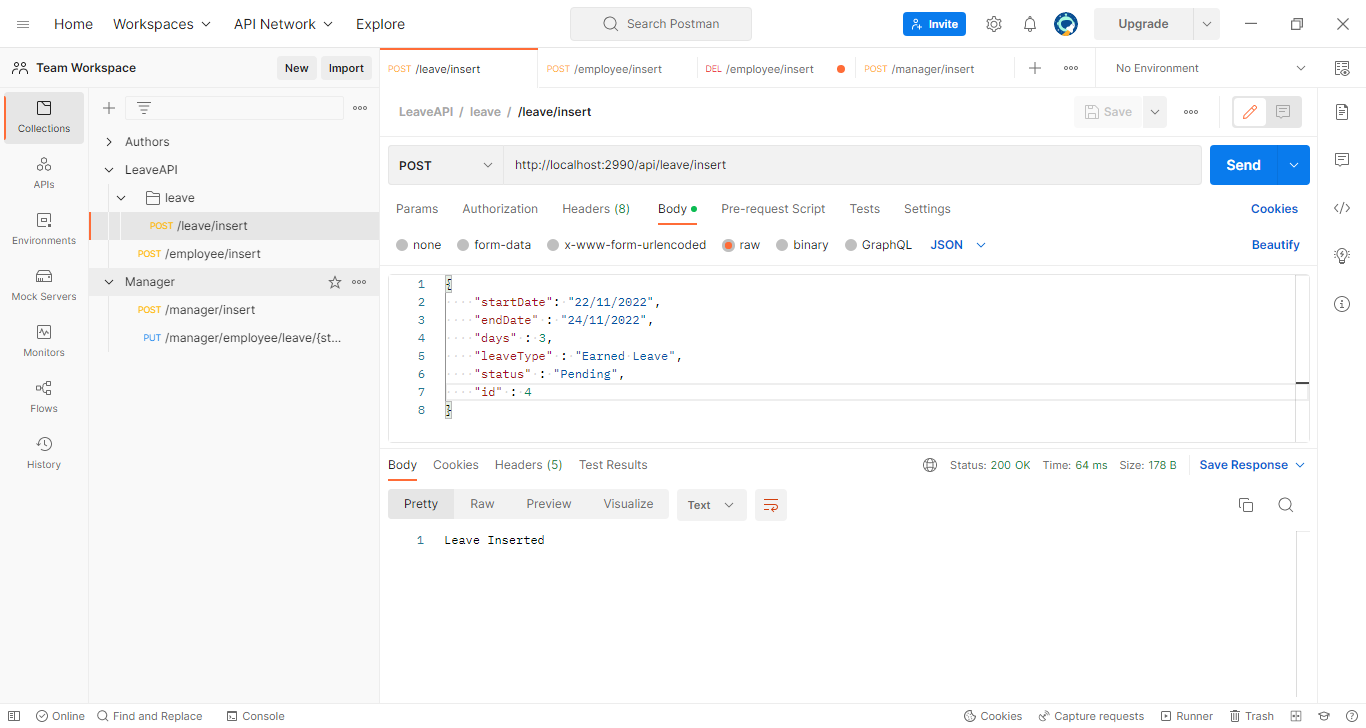 Home Workspaces API Network Explore Search Postman Invite Upgrade
Team Workspace New Import
POST /leave/insert POST /employee/insert DEL /employee/insert POST /manager/insert No Environment
Collections
APIs
Environments
Mock Servers
Monitors
Flows
History
Authors
LeaveAPI
leave
POST /leave/insert
POST /employee/insert
Manager
POST /manager/insert
PUT /manager/employee/leave/{st...
LeaveAPI / leave / /leave/insert Save
POST http://localhost:2990/api/leave/insert Send
Params Authorization Headers (8) Body Pre-request Script Tests Settings Cookies
none form-data x-www-form-urlencoded raw binary GraphQL JSON Beautify
1 {
2 "startDate": "22/11/2022",
3 "endDate" : "24/11/2022",
4 "days" : 3,
5 "leaveType" : "Earned Leave",
6 "status" : "Pending",
7 "id" : 4
8 }
Body Cookies Headers (5) Test Results Status: 200 OK Time: 64 ms Size: 178 B Save Response
Pretty Raw Preview Visualize Text
1 Leave Inserted
Online Find and Replace Console Cookies Capture requests Runner Trash